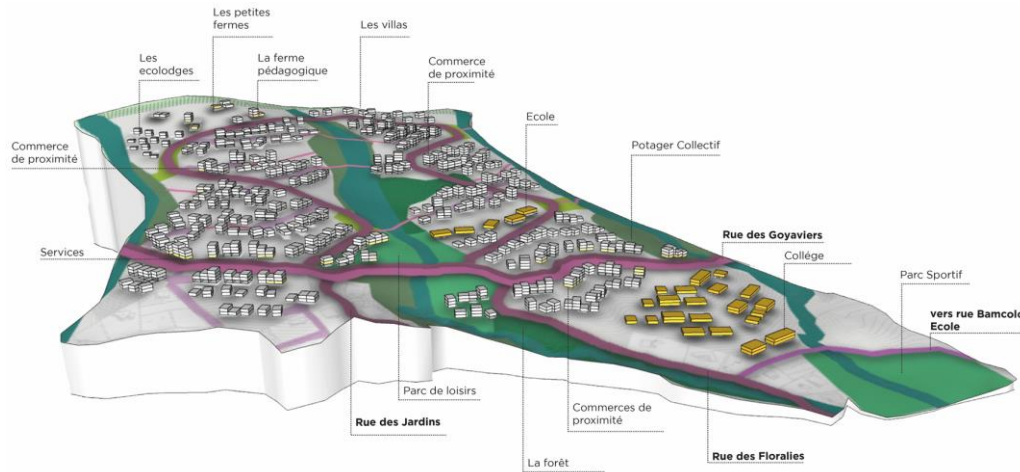 Les petites
fermes
Les villas
Les
ecolodges
La ferme
pédagogique
Commerce
de proximité
Ecole
Commerce
de proximité
Potager Collectif
Services
Rue des Goyaviers
Collége
Parc Sportif
vers rue Bamcolo
Ecole
Parc de loisirs
Commerces de
proximité
Rue des Jardins
La forêt
Rue des Floralies